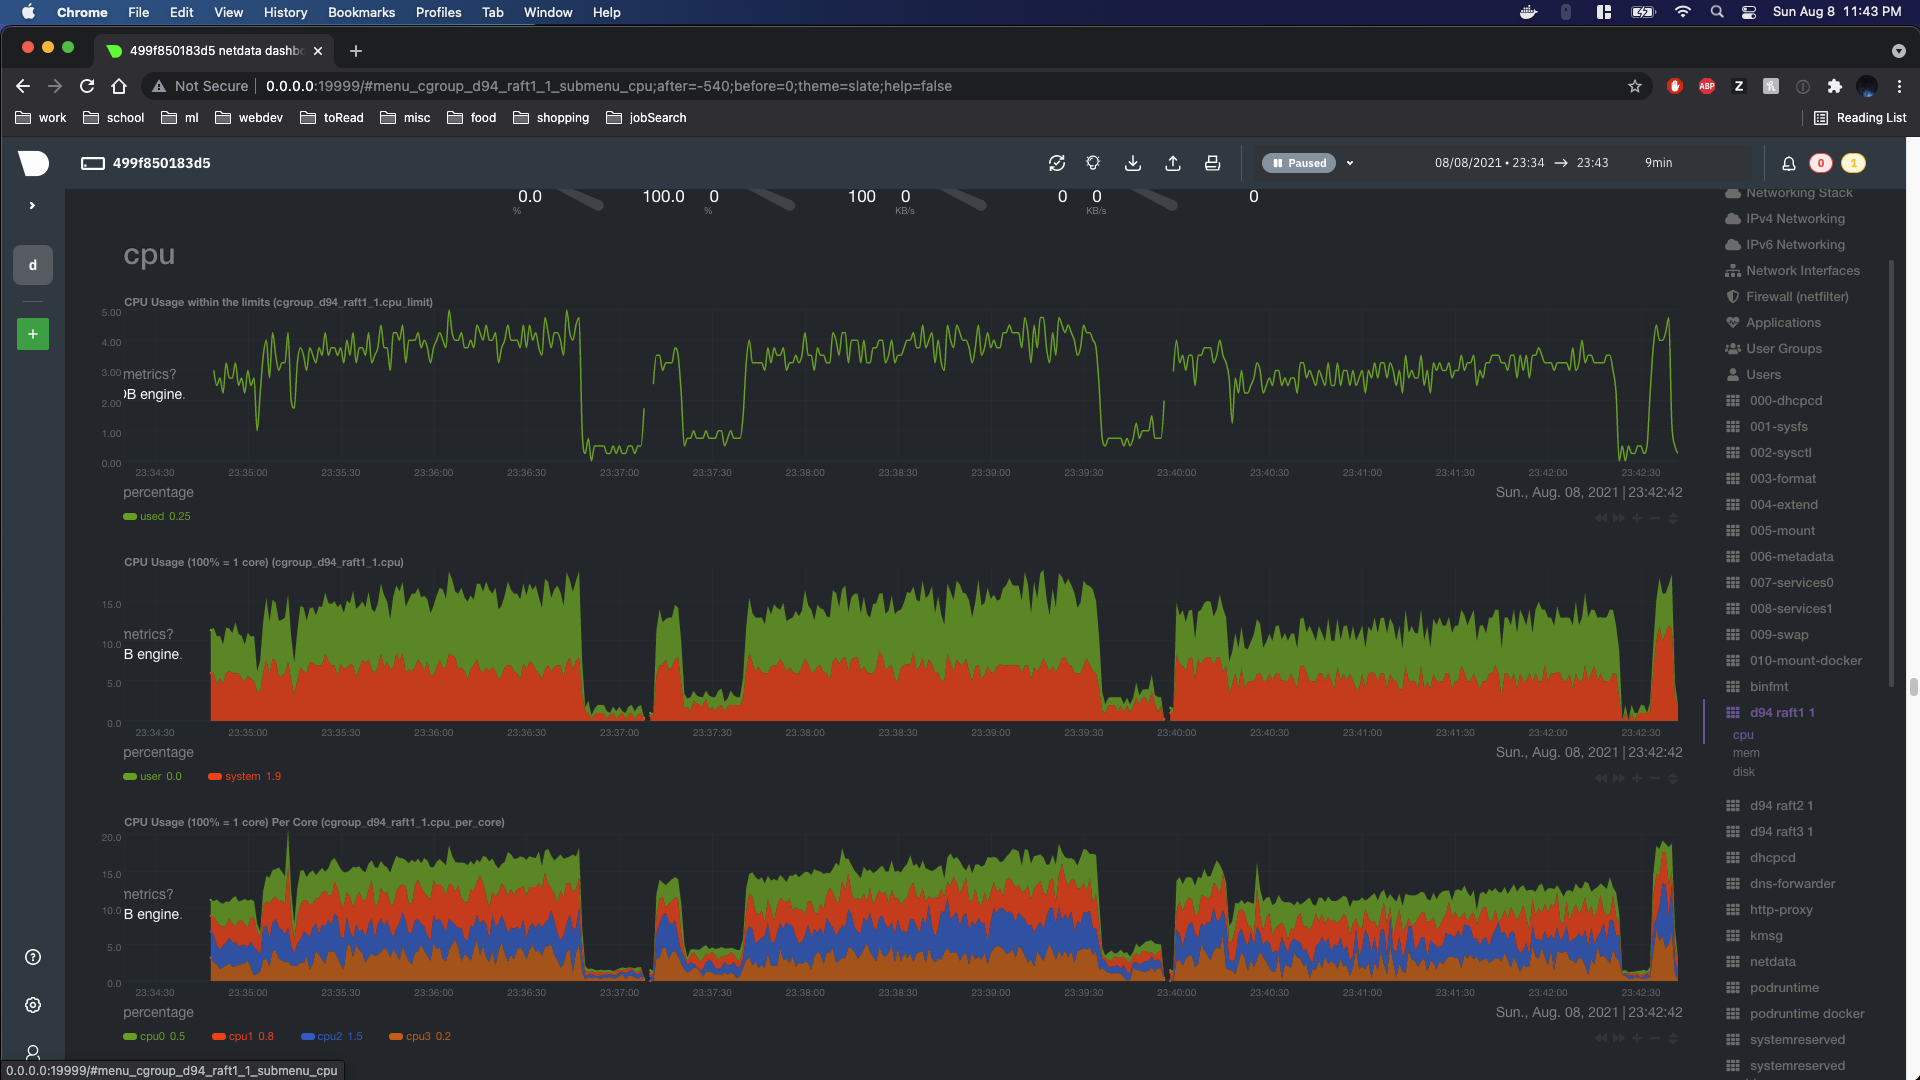 Chrome File Edit View History Bookmarks Profiles Tab Window Help Sun Aug 8 11:43 PM
499f850183d5 netdata dashbo
Not Secure 0.0.0.0:19999/#menu_cgroup_d94_raft1_1_submenu_cpu;after=-540;before=0;theme=slate;help=false
ABP Z
work school ml webdev toRead misc food shopping jobSearch Reading List
499f850183d5 Paused 08/08/2021 • 23:34 → 23:43 9min 0 1
0.0 100.0 0 100 0 0 0 0
% % KB/s KB/s
d
+
cpu
CPU Usage within the limits (cgroup_d94_raft1_1.cpu_limit)
5.00
4.00
3.00
2.00
1.00
0.00
metrics?
DB engine.
23:34:30 23:35:00 23:35:30 23:36:00 23:36:30 23:37:00 23:37:30 23:38:00 23:38:30 23:39:00 23:39:30 23:40:00 23:40:30 23:41:00 23:41:30 23:42:00 23:42:30
percentage Sun., Aug. 08, 2021 | 23:42:42
used 0.25
CPU Usage (100% = 1 core) (cgroup_d94_raft1_1.cpu)
15.0
10.0
5.0
0.0
metrics?
B engine.
23:34:30 23:35:00 23:35:30 23:36:00 23:36:30 23:37:00 23:37:30 23:38:00 23:38:30 23:39:00 23:39:30 23:40:00 23:40:30 23:41:00 23:41:30 23:42:00 23:42:30
percentage Sun., Aug. 08, 2021 | 23:42:42
user 0.0 system 1.9
CPU Usage (100% = 1 core) Per Core (cgroup_d94_raft1_1.cpu_per_core)
20.0
15.0
10.0
5.0
0.0
metrics?
B engine.
23:34:30 23:35:00 23:35:30 23:36:00 23:36:30 23:37:00 23:37:30 23:38:00 23:38:30 23:39:00 23:39:30 23:40:00 23:40:30 23:41:00 23:41:30 23:42:00 23:42:30
percentage Sun., Aug. 08, 2021 | 23:42:42
cpu0 0.5 cpu1 0.8 cpu2 1.5 cpu3 0.2
Networking Stack
IPv4 Networking
IPv6 Networking
Network Interfaces
Firewall (netfilter)
Applications
User Groups
Users
000-dhcpcd
001-sysfs
002-sysctl
003-format
004-extend
005-mount
006-metadata
007-services0
008-services1
009-swap
010-mount-docker
binfmt
d94 raft1 1
cpu
mem
disk
d94 raft2 1
d94 raft3 1
dhcpcd
dns-forwarder
http-proxy
kmsg
netdata
podruntime
podruntime docker
systemreserved
systemreserved
0.0.0.0:19999/#menu_cgroup_d94_raft1_1_submenu_cpu